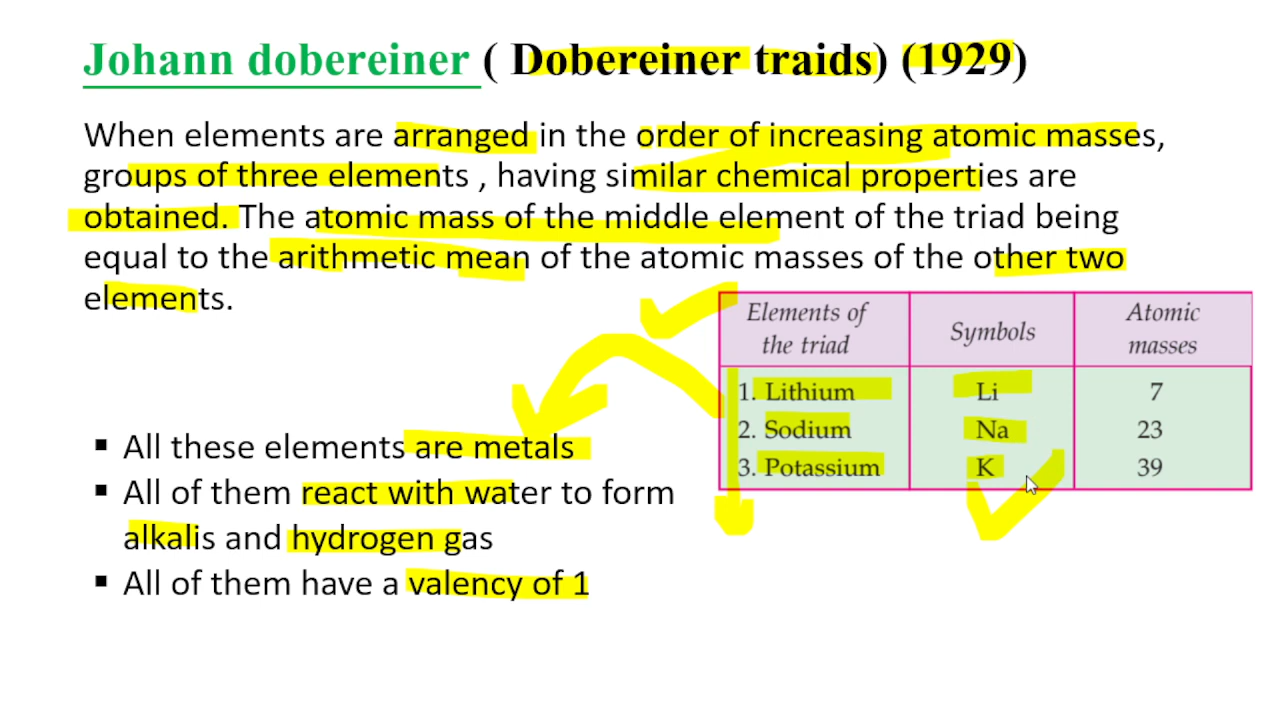 Johann dobereiner ( Dobereiner traids) (1929)
When elements are arranged in the order of increasing atomic masses,
groups of three elements , having similar chemical properties are
obtained. The atomic mass of the middle element of the triad being
equal to the arithmetic mean of the atomic masses of the other two
elements.
Elements of the triad Symbols Atomic masses
1. Lithium Li 7
2. Sodium Na 23
3. Potassium K 39
▪ All these elements are metals
▪ All of them react with water to form
alkalis and hydrogen gas
▪ All of them have a valency of 1